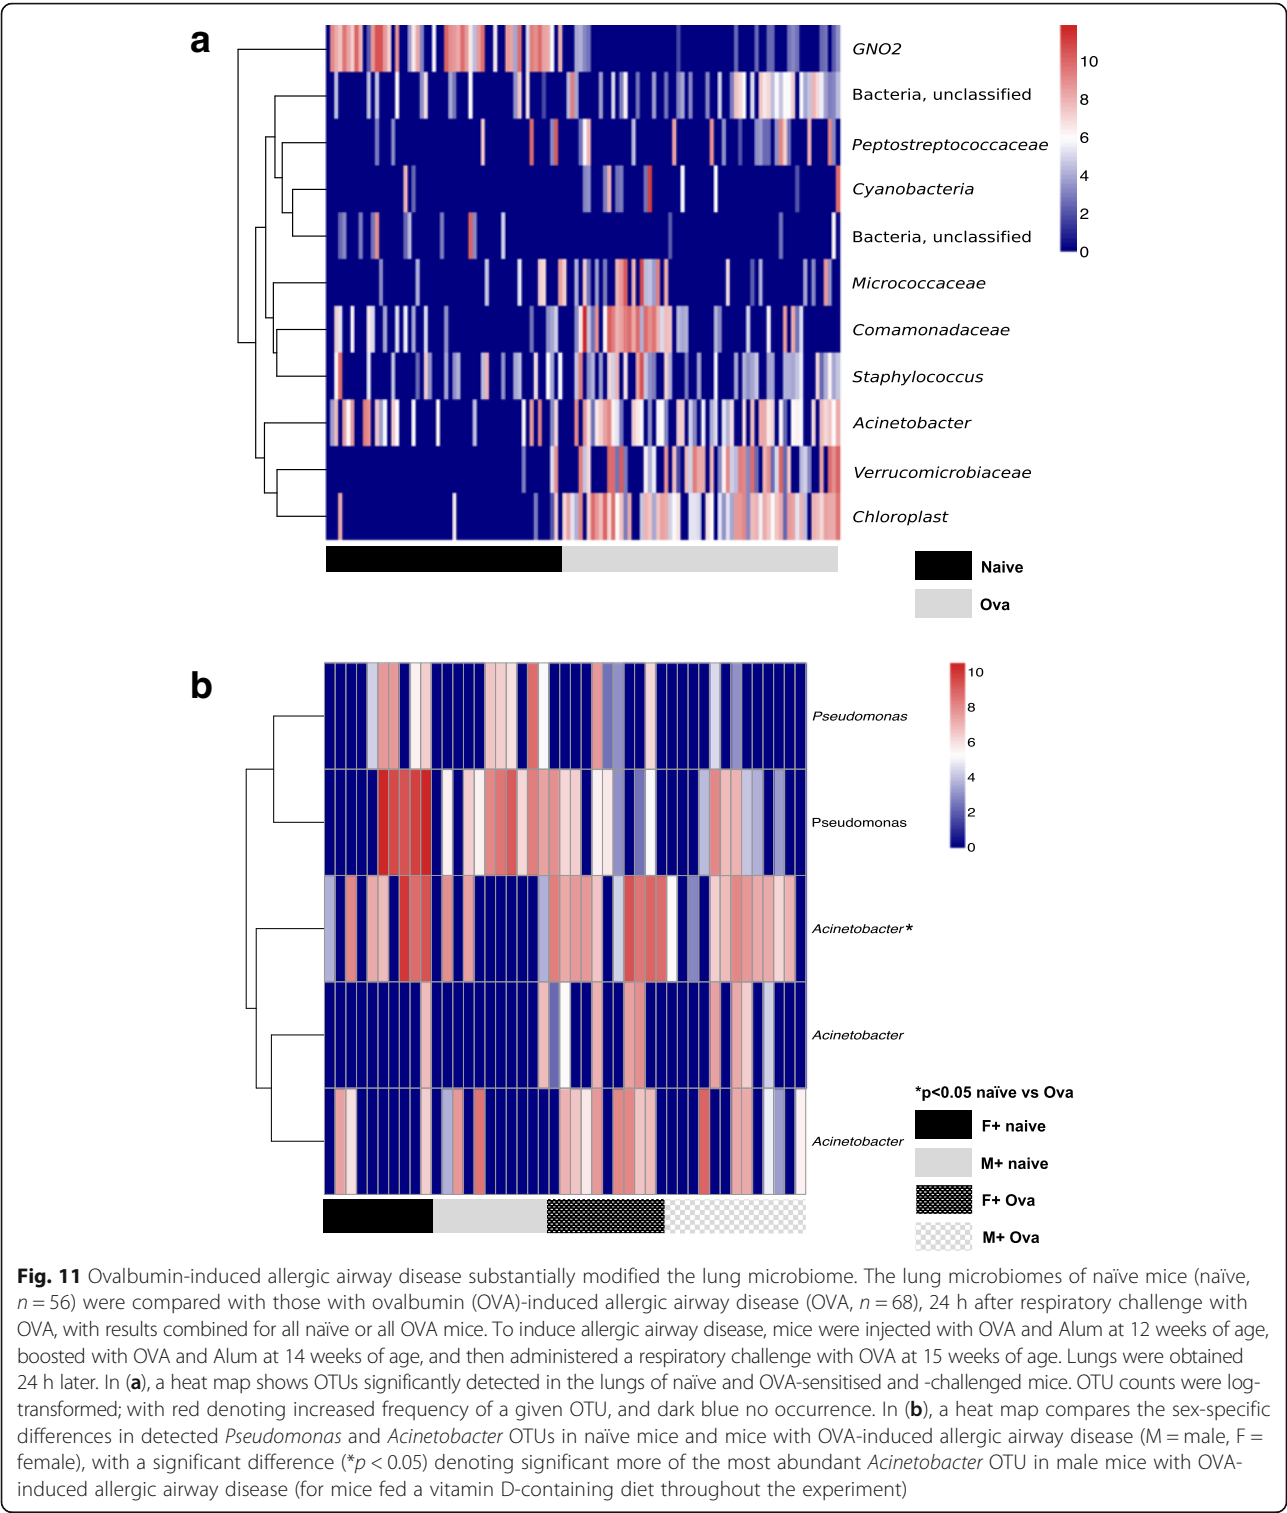 a
GNO2
Bacteria, unclassified
Peptostreptococcaceae
Cyanobacteria
Bacteria, unclassified
Micrococcaceae
Comamonadaceae
Staphylococcus
Acinetobacter
Verrucomicrobiaceae
Chloroplast
10
8
6
4
2
0
Naive
Ova
b
Pseudomonas
Pseudomonas
Acinetobacter*
Acinetobacter
Acinetobacter
10
8
6
4
2
0
*p<0.05 naïve vs Ova
F+ naive
M+ naive
F+ Ova
M+ Ova
Fig. 11 Ovalbumin-induced allergic airway disease substantially modified the lung microbiome. The lung microbiomes of naïve mice (naïve,
n = 56) were compared with those with ovalbumin (OVA)-induced allergic airway disease (OVA, n = 68), 24 h after respiratory challenge with
OVA, with results combined for all naïve or all OVA mice. To induce allergic airway disease, mice were injected with OVA and Alum at 12 weeks of age,
boosted with OVA and Alum at 14 weeks of age, and then administered a respiratory challenge with OVA at 15 weeks of age. Lungs were obtained
24 h later. In (a), a heat map shows OTUs significantly detected in the lungs of naïve and OVA-sensitised and -challenged mice. OTU counts were log-
transformed; with red denoting increased frequency of a given OTU, and dark blue no occurrence. In (b), a heat map compares the sex-specific
differences in detected Pseudomonas and Acinetobacter OTUs in naïve mice and mice with OVA-induced allergic airway disease (M = male, F =
female), with a significant difference (*p < 0.05) denoting significant more of the most abundant Acinetobacter OTU in male mice with OVA-
induced allergic airway disease (for mice fed a vitamin D-containing diet throughout the experiment)